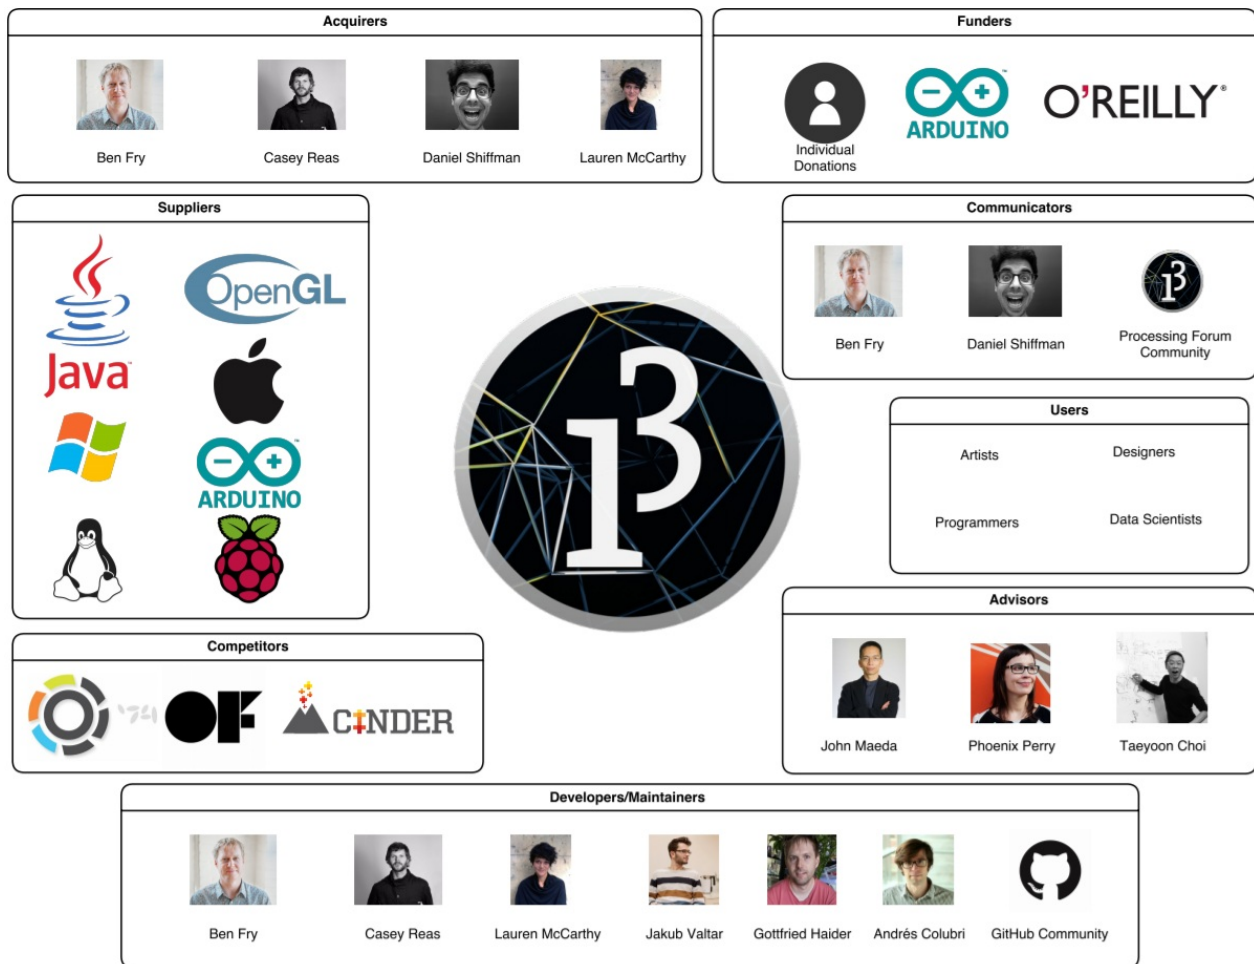 Acquirers
Ben Fry
Casey Reas
Daniel Shiffman
Lauren McCarthy
Funders
Individual
Donations
ARDUINO
O'REILLY
Suppliers
Java
OpenGL
ARDUINO
Communicators
Ben Fry
Daniel Shiffman
Processing Forum
Community
Users
Artists
Designers
Programmers
Data Scientists
Advisors
John Maeda
Phoenix Perry
Taeyoon Choi
Competitors
OF
CINDER
Developers/Maintainers
Ben Fry
Casey Reas
Lauren McCarthy
Jakub Valtar
Gottfried Haider
Andrés Colubri
GitHub Community